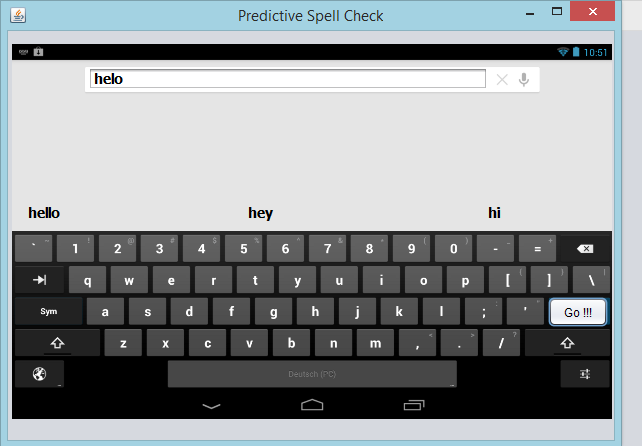 Predictive Spell Check
10:51
helo
hello hey hi
` ~ 1 ! 2 @ 3 # 4 $ 5 % 6 ^ 7 & 8 * 9 ( 0 ) - _ = +
q w e r t y u i o p [ { ] } \ |
Sym a s d f g h j k l ; : ' " Go !!!
z x c v b n m , < . > / ?
Deutsch (PC)